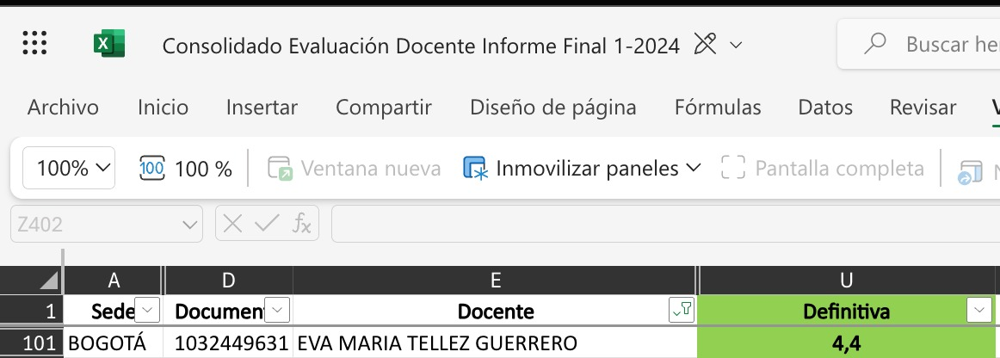 Consolidado Evaluación Docente Informe Final 1-2024
Archivo Inicio Insertar Compartir Diseño de página Fórmulas Datos Revisar
100% 100 100 % Ventana nueva Inmovilizar paneles Pantalla completa
Z402 fx
A D E U
1 Sede Documen Docente Definitiva
101 BOGOTÁ 1032449631 EVA MARIA TELLEZ GUERRERO 4,4